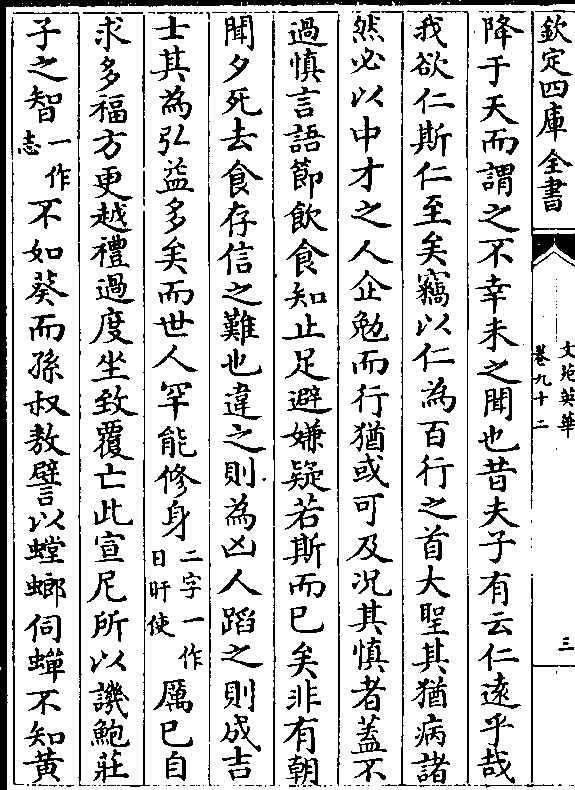 欽定四庫全書
文苑英華
卷九十二
三
降于天而謂之不幸未之聞也昔夫子有云仁遠乎哉
我欲仁斯仁至矣竊以仁為百行之首大聖其猶病諸
然必以中才之人企勉而行猶或可及況其慎者蓋不
過慎言語節飲食知止足避嫌疑若斯而已矣非有朝
聞夕死去食存信之難也違之則為凶人蹈之則成吉
士其為弘益多矣而世人罕能修身二字一作日旰使厲已自
求多福方更越禮過度坐致覆亡此宣尼所以譏鮑莊
子之智一作志不如葵而孫叔敖譬以螳螂伺蟬不知黄